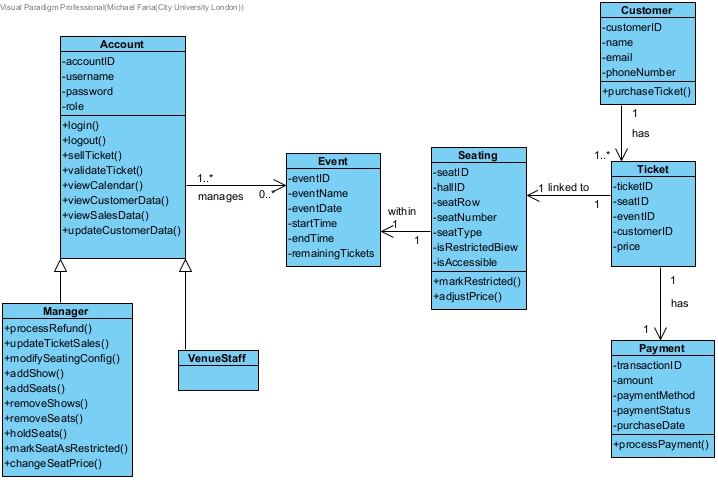 Visual Paradigm Professional(Michael Faria(City University London))
Account
-accountID
-username
-password
-role
+login()
+logout()
+sellTicket()
+validateTicket()
+viewCalendar()
+viewCustomerData()
+viewSalesData()
+updateCustomerData()
Manager
+processRefund()
+updateTicketSales()
+modifySeatingConfig()
+addShow()
+addSeats()
+removeShows()
+removeSeats()
+holdSeats()
+markSeatAsRestricted()
+changeSeatPrice()
VenueStaff
1..*
manages
0..*
Event
-eventID
-eventName
-eventDate
-startTime
-endTime
-remainingTickets
within
1
1
Seating
-seatID
-hallID
-seatRow
-seatNumber
-seatType
-isRestrictedBiew
-isAccessible
+markRestricted()
+adjustPrice()
1 linked to
1
Customer
-customerID
-name
-email
-phoneNumber
+purchaseTicket()
1
has
1..*
Ticket
-ticketID
-seatID
-eventID
-customerID
-price
1
has
1
Payment
-transactionID
-amount
-paymentMethod
-paymentStatus
-purchaseDate
+processPayment()